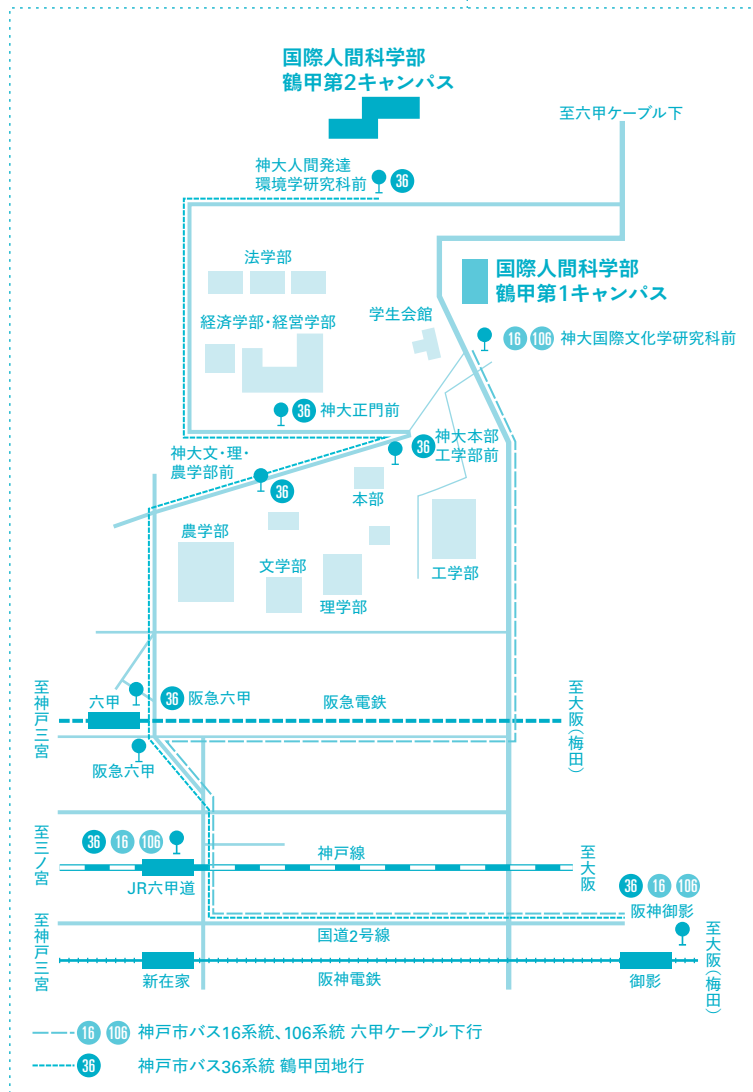 国際人間科学部
鶴甲第2キャンパス
至六甲ケーブル下
神大人間発達
環境学研究科前
36
法学部
国際人間科学部
鶴甲第1キャンパス
経済学部・経営学部
学生会館
16 106 神大国際文化学研究科前
36 神大正門前
36 神大本部
工学部前
神大文・理・
農学部前
36
本部
農学部
文学部
理学部
工学部
至神戸三宮
六甲
36 阪急六甲
阪急電鉄
至大阪(梅田)
阪急六甲
至三ノ宮
36 16 106
JR六甲道
神戸線
至大阪
36 16 106
阪神御影
至神戸三宮
国道2号線
新在家
阪神電鉄
御影
至大阪(梅田)
16 106 神戸市バス16系統、106系統 六甲ケーブル下行
36 神戸市バス36系統 鶴甲団地行